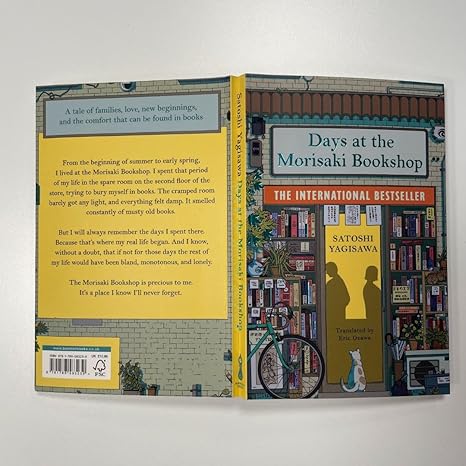 A tale of families, love, new beginnings,
and the comfort that can be found in books
From the beginning of summer to early spring,
I lived at the Morisaki Bookshop. I spent that period
of my life in the spare room on the second floor of the
store, trying to bury myself in books. The cramped room
barely got any light, and everything felt damp. It smelled
constantly of musty old books.
But I will always remember the days I spent there.
Because that's where my real life began. And I know,
without a doubt, that if not for those days the rest of
my life would have been bland, monotonous, and lonely.
The Morisaki Bookshop is precious to me.
It's a place I know I'll never forget.
FSC
Satoshi Yagisawa Days at the Morisaki Bookshop
Days at the
Morisaki Bookshop
THE INTERNATIONAL BESTSELLER
SATOSHI
YAGISAWA
Translated by
Eric Ozawa